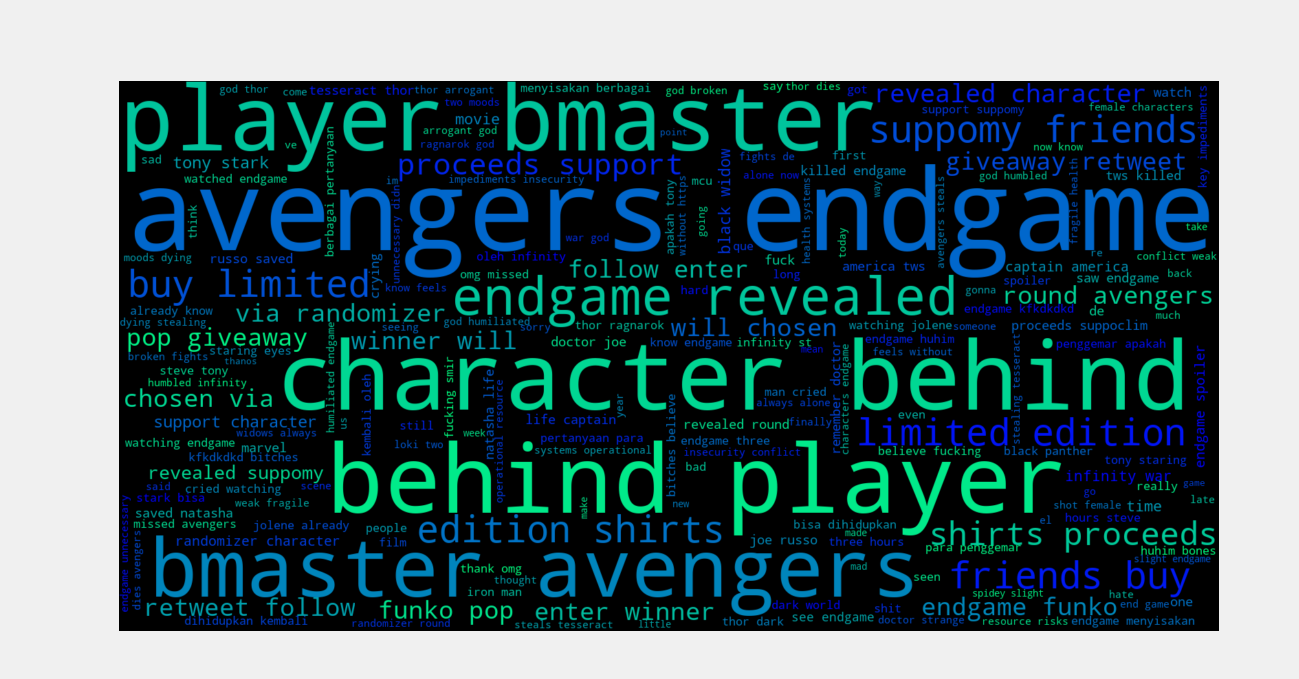 god thor
come
tesseract thor
thor arrogant
menyisakan berbagai
god broken
say
thor dies
got
revealed character
watch
player bmaster
two moods
movie
support suppomy
female characters
key impediments
arrogant god
ragnarok god
point
suppomy friends
ve
now know
sad
tony stark
proceeds support
fights de
first
giveaway retweet
watched endgame
im
impediments insecurity
mcu
alone now
killed endgame
god humbled
tws killed
avengers endgame
think
berbagai pertanyaan
unnecessary didn
war god
apakah tony
without https
going
black widow
que
health systems
today
way
avengers steals
fragile health
take
re
moods dying
russo saved
crying
oleh infinity
fuck
conflict weak
buy limited
know feels
omg missed
follow enter
long
america tws
captain america
spoiler
saw endgame
back
endgame revealed
hard
gonna
round avengers
already know
via randomizer
endgame kfkdkdkd
de
much
dying stealing
seeing
god humiliated
sorry
thor ragnarok
will chosen
watching jolene
someone
proceeds suppoclim
pop giveaway
winner will
doctor joe
know endgame
infinity st
endgame huhim
penggemar apakah
broken fights
staring eyes
thanos
mean
feels without
steve tony
humbled infinity
character behind
man cried
chosen via
humiliated endgame
us
kembali oleh
fucking smir
natasha life
year
always alone
remember doctor
characters endgame
even
stealing tesseract
endgame spoiler
support character
widows always
still
life captain
revealed round
finally
limited edition
watching endgame
marvel
loki two
week
pertanyaan para
endgame three
believe fucking
black panther
kfkdkdkd bitches
systems operational
insecurity conflict
tony staring
revealed suppomy
cried watching
behind player
operational resource
bitches believe
bad
infinity war
really
game
said
scene
go
stark bisa
weak fragile
make
new
shot female
time
late
saved natasha
missed avengers
jolene already
people
edition shirts
bisa dihidupkan
el
hours steve
shirts proceeds
endgame unnecessary
dies avengers
randomizer character
film
joe russo
made
three hours
para penggemar
huhim bones
bmaster avengers
thank omg
thought
mad
seen
friends buy
slight endgame
iron man
spidey slight
hate
retweet follow
funko pop
enter winner
dark world
shit
endgame funko
end game
one
dihidupkan kembali
randomizer round
steals tesseract
little
thor dark
see endgame
doctor strange
resource risks
endgame menyisakan